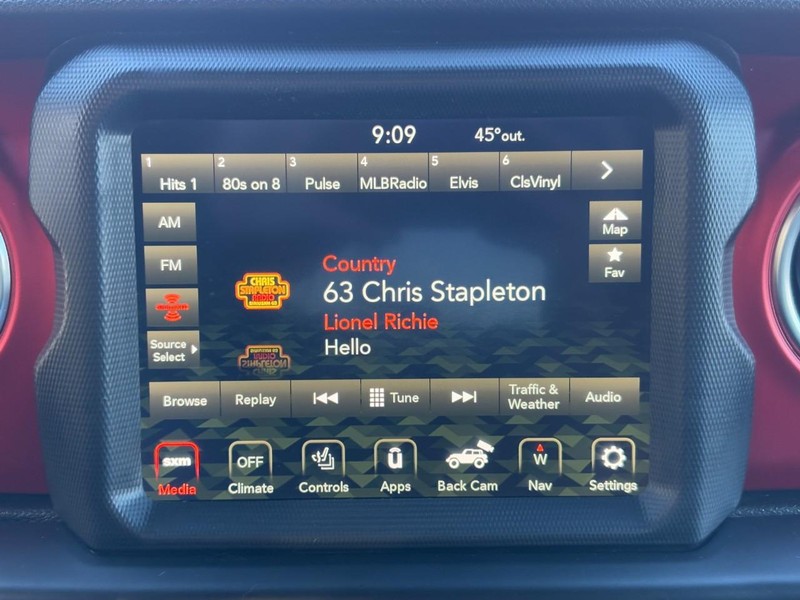 9:09 45° out.
1 2 3 4 5 6
Hits 1 80s on 8 Pulse MLBRadio Elvis ClsVinyl
AM
FM
Source
Select
Map
Fav
CHRIS
STAPLETON
RADIO
Country
63 Chris Stapleton
Lionel Richie
Hello
Browse Replay Tune Traffic & Weather Audio
sxm OFF û W
Media Climate Controls Apps Back Cam Nav Settings